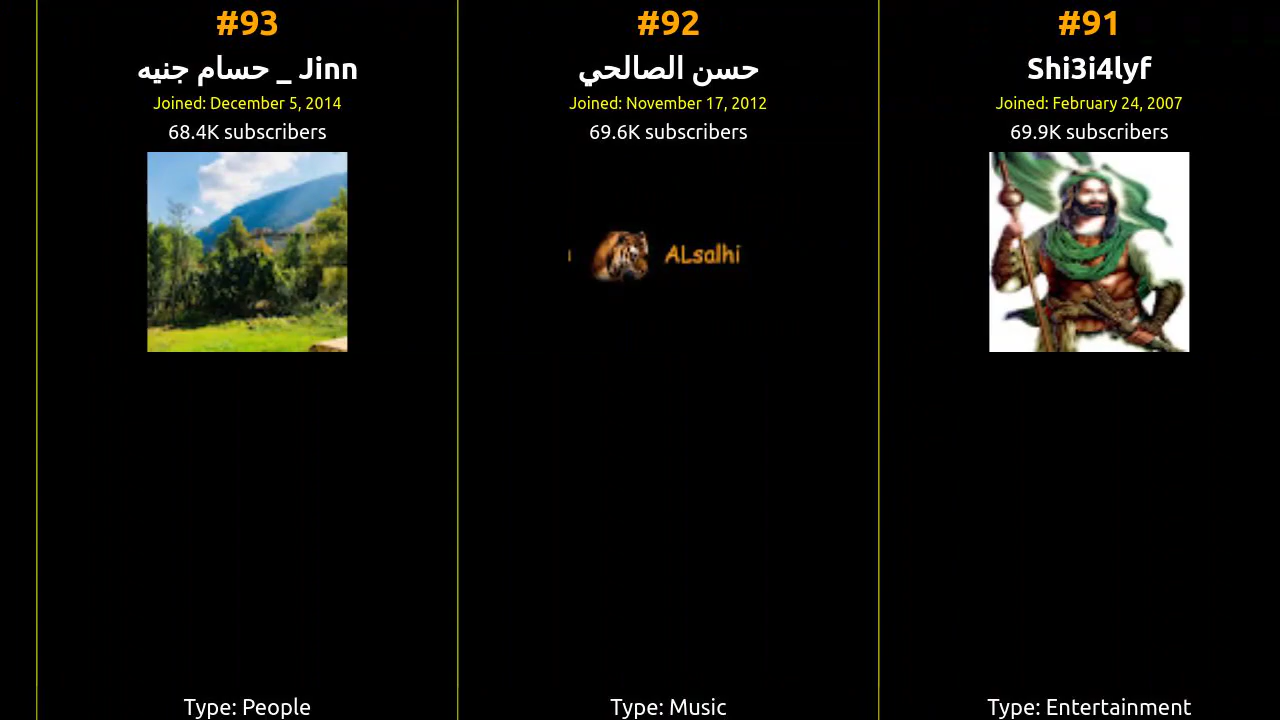 #93
حسام جنيه _ Jinn
Joined: December 5, 2014
68.4K subscribers
Type: People
#92
حسن الصالحي
Joined: November 17, 2012
69.6K subscribers
ALsalhi
Type: Music
#91
Shi3i4lyf
Joined: February 24, 2007
69.9K subscribers
Type: Entertainment